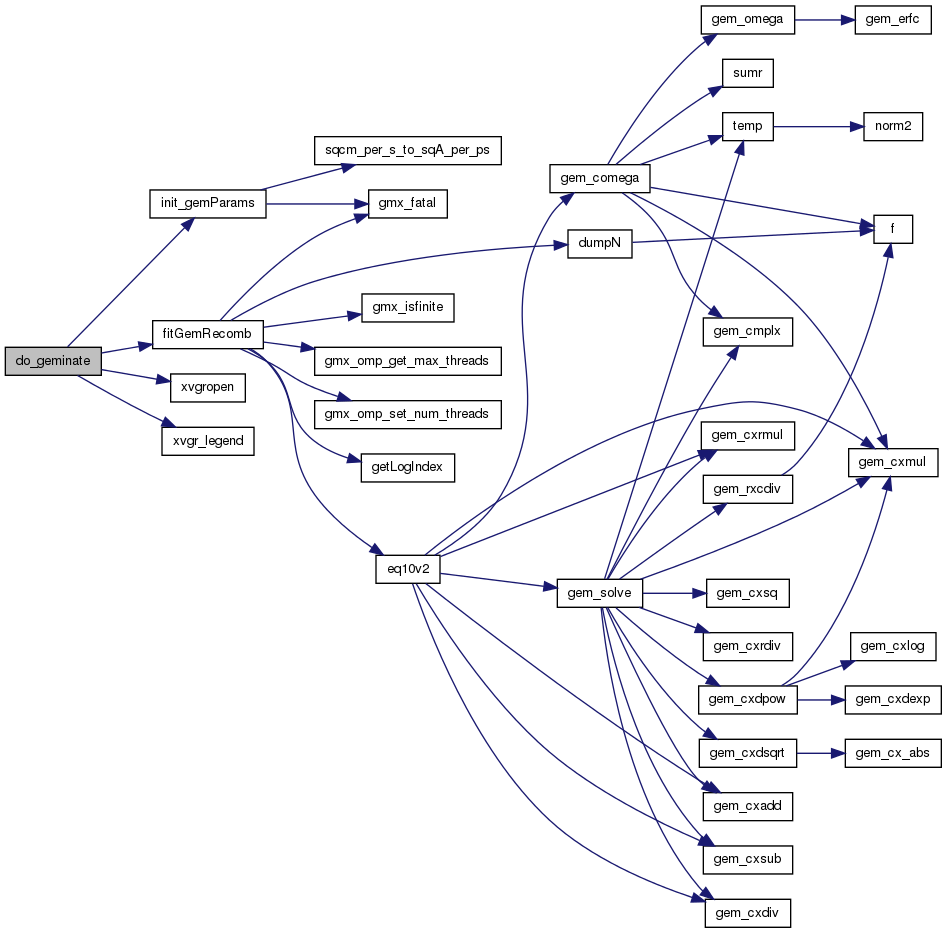 gem_omega
gem_erfc
sumr
temp
norm2
sqcm_per_s_to_sqA_per_ps
gem_comega
init_gemParams
gmx_fatal
f
dumpN
gmx_isfinite
fitGemRecomb
gem_cmplx
do_geminate
gmx_omp_get_max_threads
xvgropen
gmx_omp_set_num_threads
gem_cxrmul
xvgr_legend
getLogIndex
gem_cxmul
gem_rxcdiv
eq10v2
gem_solve
gem_cxsq
gem_cxrdiv
gem_cxlog
gem_cxdpow
gem_cxdexp
gem_cxdsqrt
gem_cx_abs
gem_cxadd
gem_cxsub
gem_cxdiv